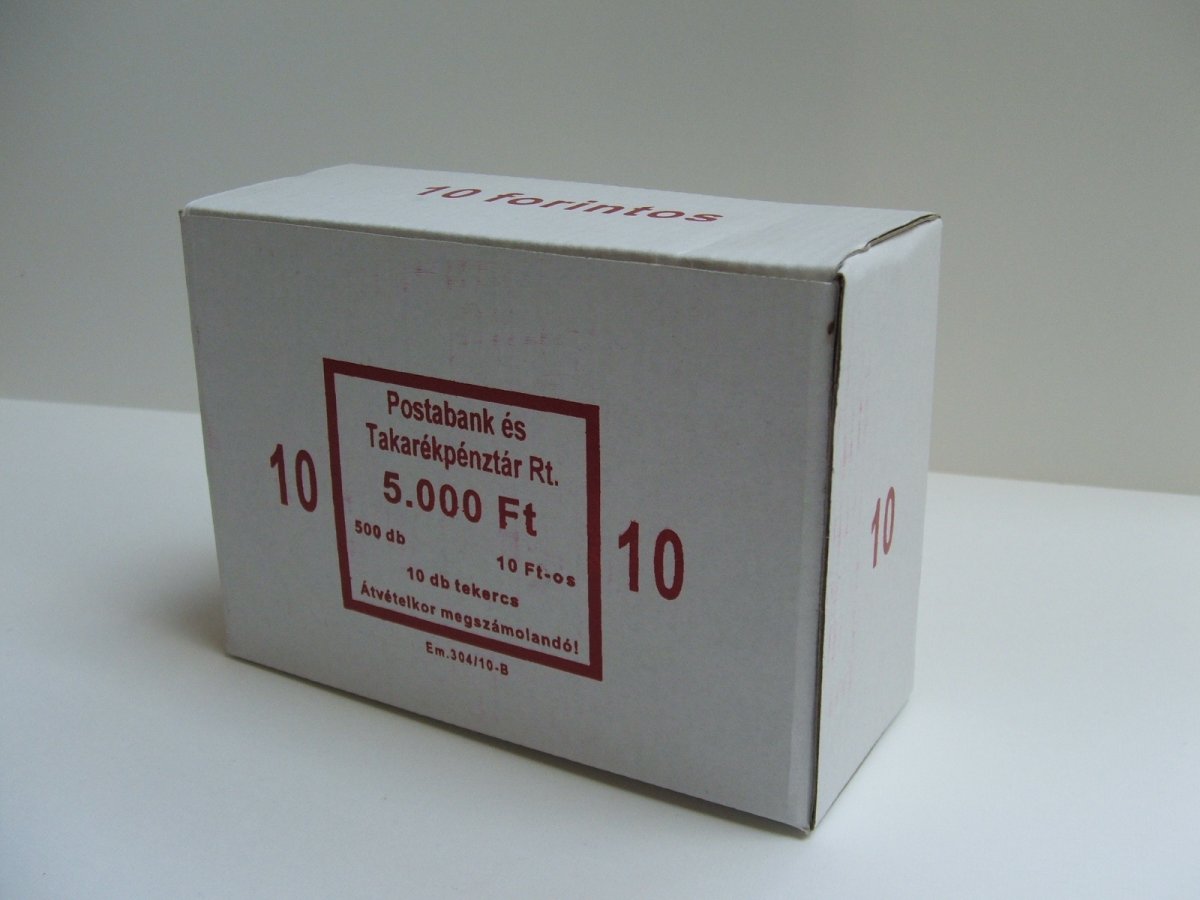 10 forintos
Postabank és
Takarékpénztár Rt.
5.000 Ft
500 db
10 Ft-os
10 db tekercs
Átvételkor megszámolandó!
Em.304/10-B
10
10
10